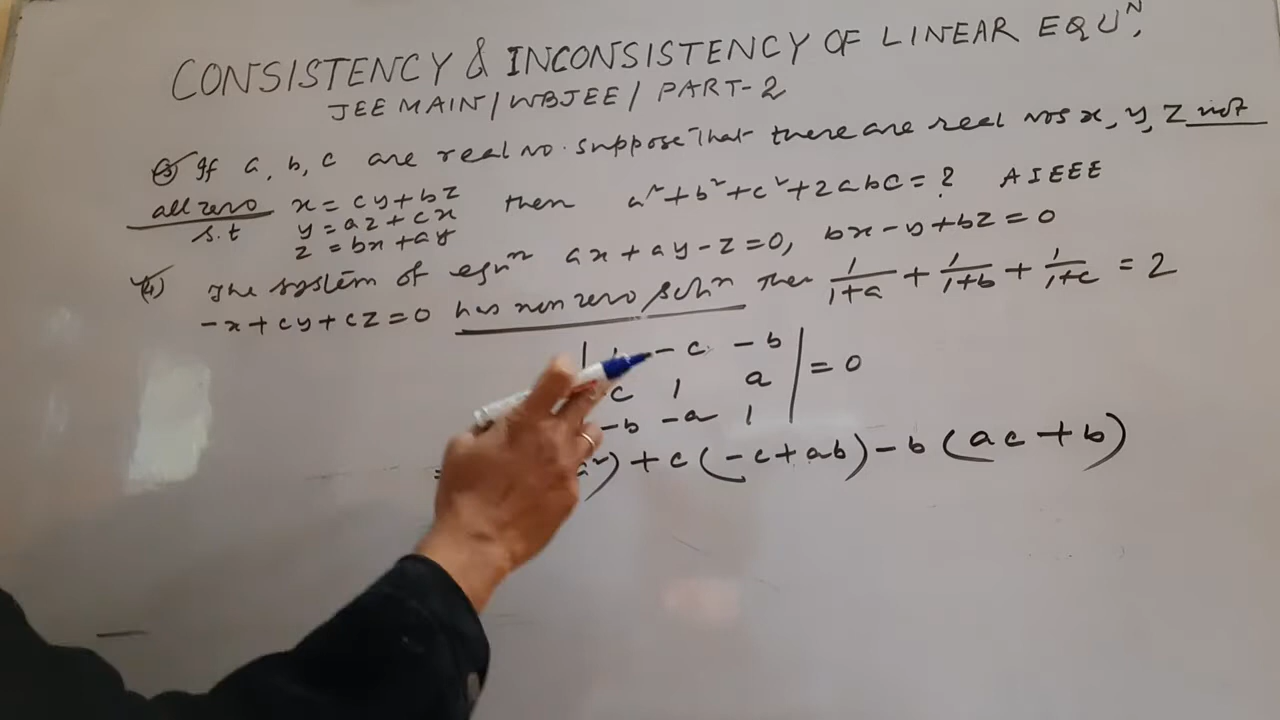 CONSISTENCY & INCONSISTENCY OF LINEAR EQUᴺ.
JEE MAIN / WBJEE / PART-2
③ If a, b, c are real no. suppose that there are real nos x, y, z not
all zero x = cy + bz then a² + b² + c² + 2abc = ? AIEEE
s.t y = az + cx
z = bx + ay
④ The system of eqnⁿ ax + ay - z = 0, bx - y + bz = 0
-x + cy + cz = 0 has non zero solⁿ then 1/1+a + 1/1+b + 1/1+c = 2
| - c - b | = 0
c 1 a
- b - a 1
= a²) + c (-c + ab) - b (ac + b)